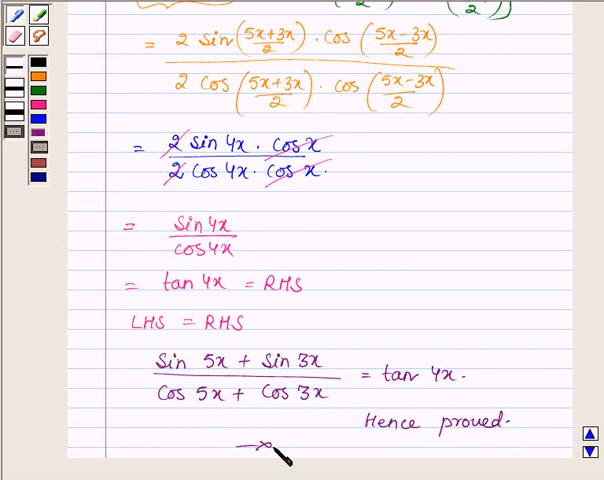 2 2
= 2 sin (5x+3x/2) . cos (5x-3x/2)
2 cos (5x+3x/2) . cos (5x-3x/2)
= 2 sin 4x . cos x
2 cos 4x . cos x .
= sin 4x
cos 4x
= tan 4x = RHS
LHS = RHS
Sin 5x + Sin 3x
Cos 5x + Cos 3x
= tan 4x .
Hence proved .